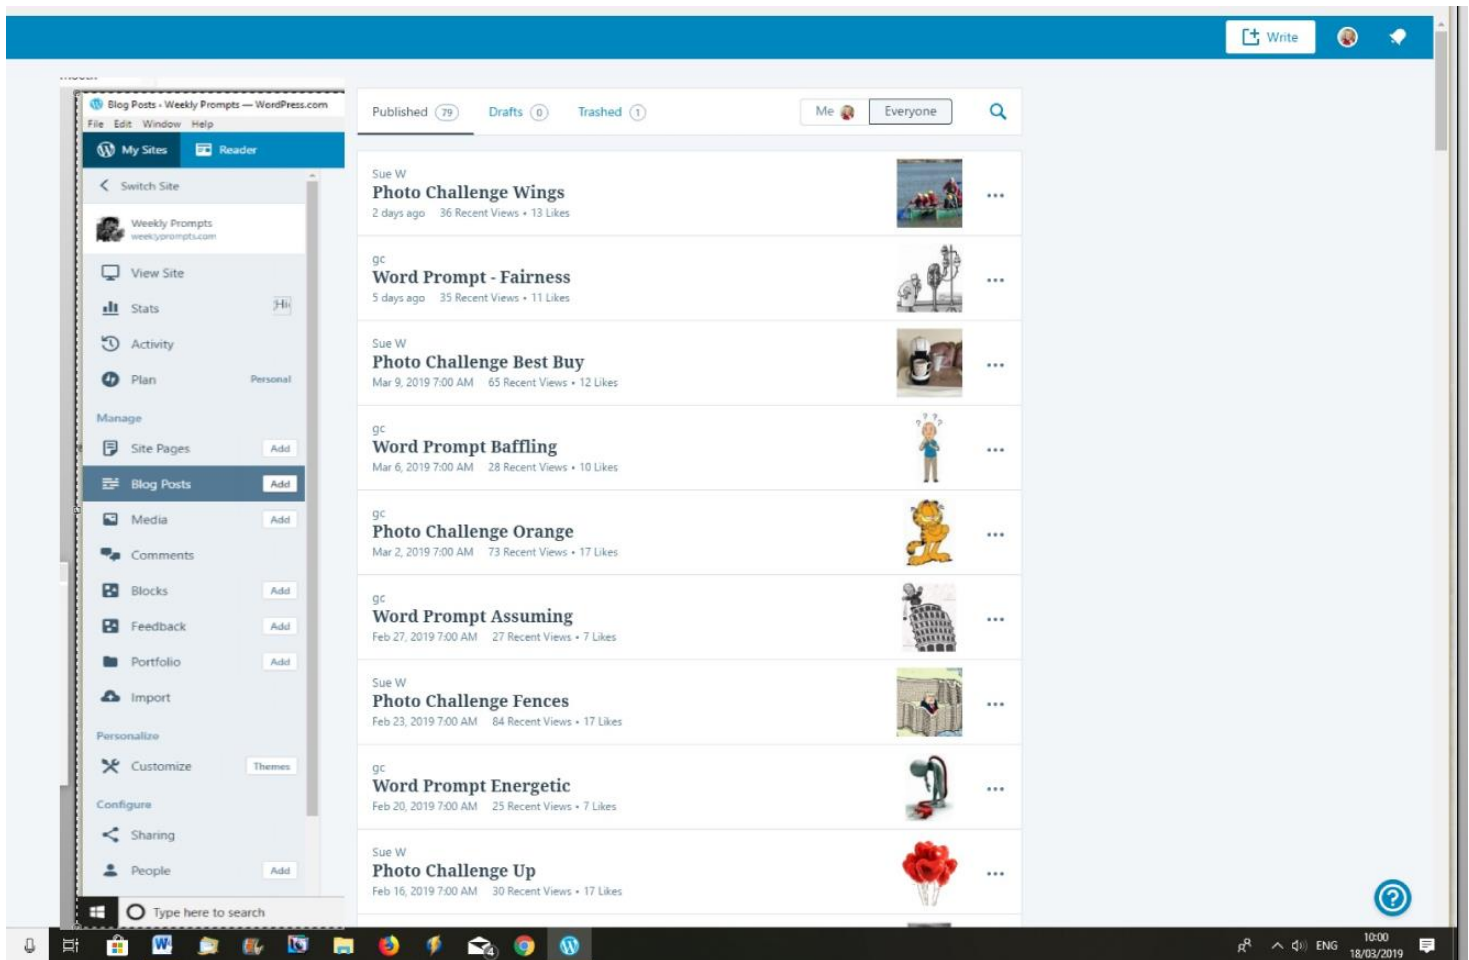 Write
Blog Posts ‹ Weekly Prompts — WordPress.com
File Edit Window Help
My Sites Reader
Switch Site
Weekly Prompts
weeklyprompts.com
View Site
Stats
Activity
Plan Personal
Manage
Site Pages Add
Blog Posts Add
Media Add
Comments
Blocks Add
Feedback Add
Portfolio Add
Import
Personalize
Customize Themes
Configure
Sharing
People Add
Type here to search
Published 79 Drafts 0 Trashed 1 Me Everyone
Sue W
Photo Challenge Wings
2 days ago 36 Recent Views • 13 Likes
gc
Word Prompt - Fairness
5 days ago 35 Recent Views • 11 Likes
Sue W
Photo Challenge Best Buy
Mar 9, 2019 7:00 AM 65 Recent Views • 12 Likes
gc
Word Prompt Baffling
Mar 6, 2019 7:00 AM 28 Recent Views • 10 Likes
gc
Photo Challenge Orange
Mar 2, 2019 7:00 AM 73 Recent Views • 17 Likes
gc
Word Prompt Assuming
Feb 27, 2019 7:00 AM 27 Recent Views • 7 Likes
Sue W
Photo Challenge Fences
Feb 23, 2019 7:00 AM 84 Recent Views • 17 Likes
gc
Word Prompt Energetic
Feb 20, 2019 7:00 AM 25 Recent Views • 7 Likes
Sue W
Photo Challenge Up
Feb 16, 2019 7:00 AM 30 Recent Views • 17 Likes
4
ENG
10:00
18/03/2019